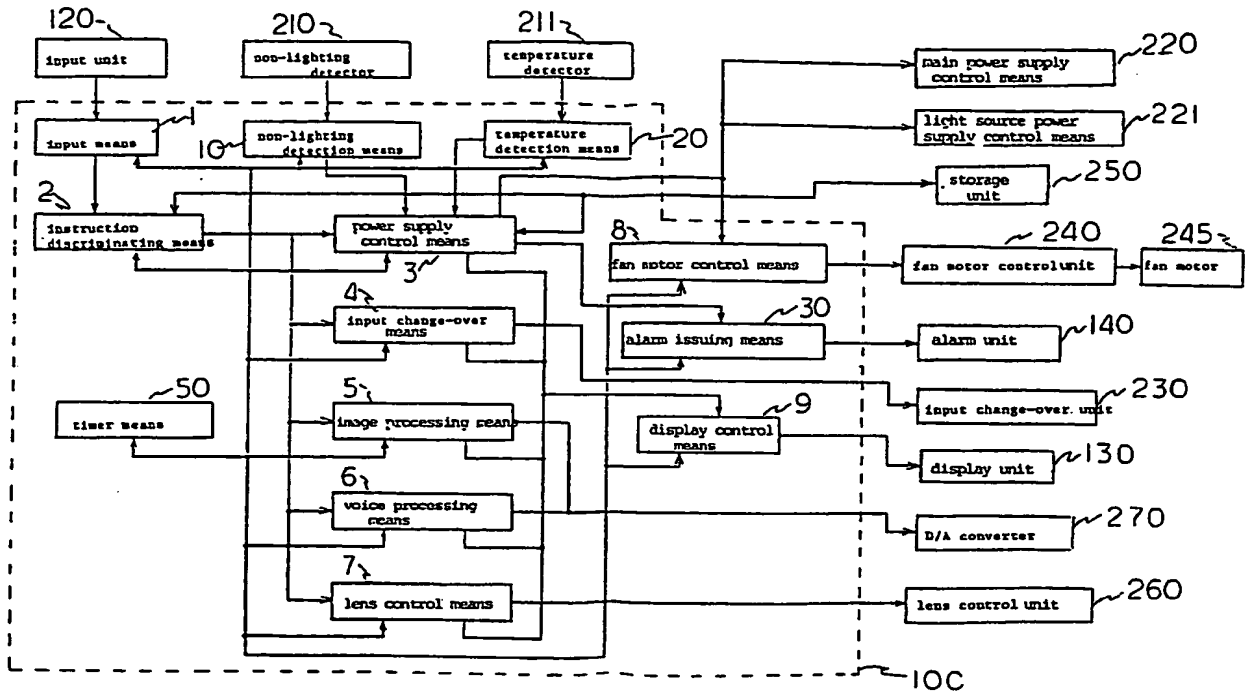 120
210
211
220
input unit
non-lighting
detector
temperature
detector
main power supply
control means
1
221
input means
10
non-lighting
detection means
temperature
detection means
20
light source power
supply control means
2
250
storage
unit
instruction
discriminating means
power supply
control means
3
8
240
245
fan motor control means
fan motor control unit
fan motor
4
30
140
input change-over
means
alarm issuing means
alarm unit
50
5
9
230
timer means
image processing means
input change-over. unit
display control
means
130
display unit
6
voice processing
means
270
D/A converter
7
lens control means
260
lens control unit
10C